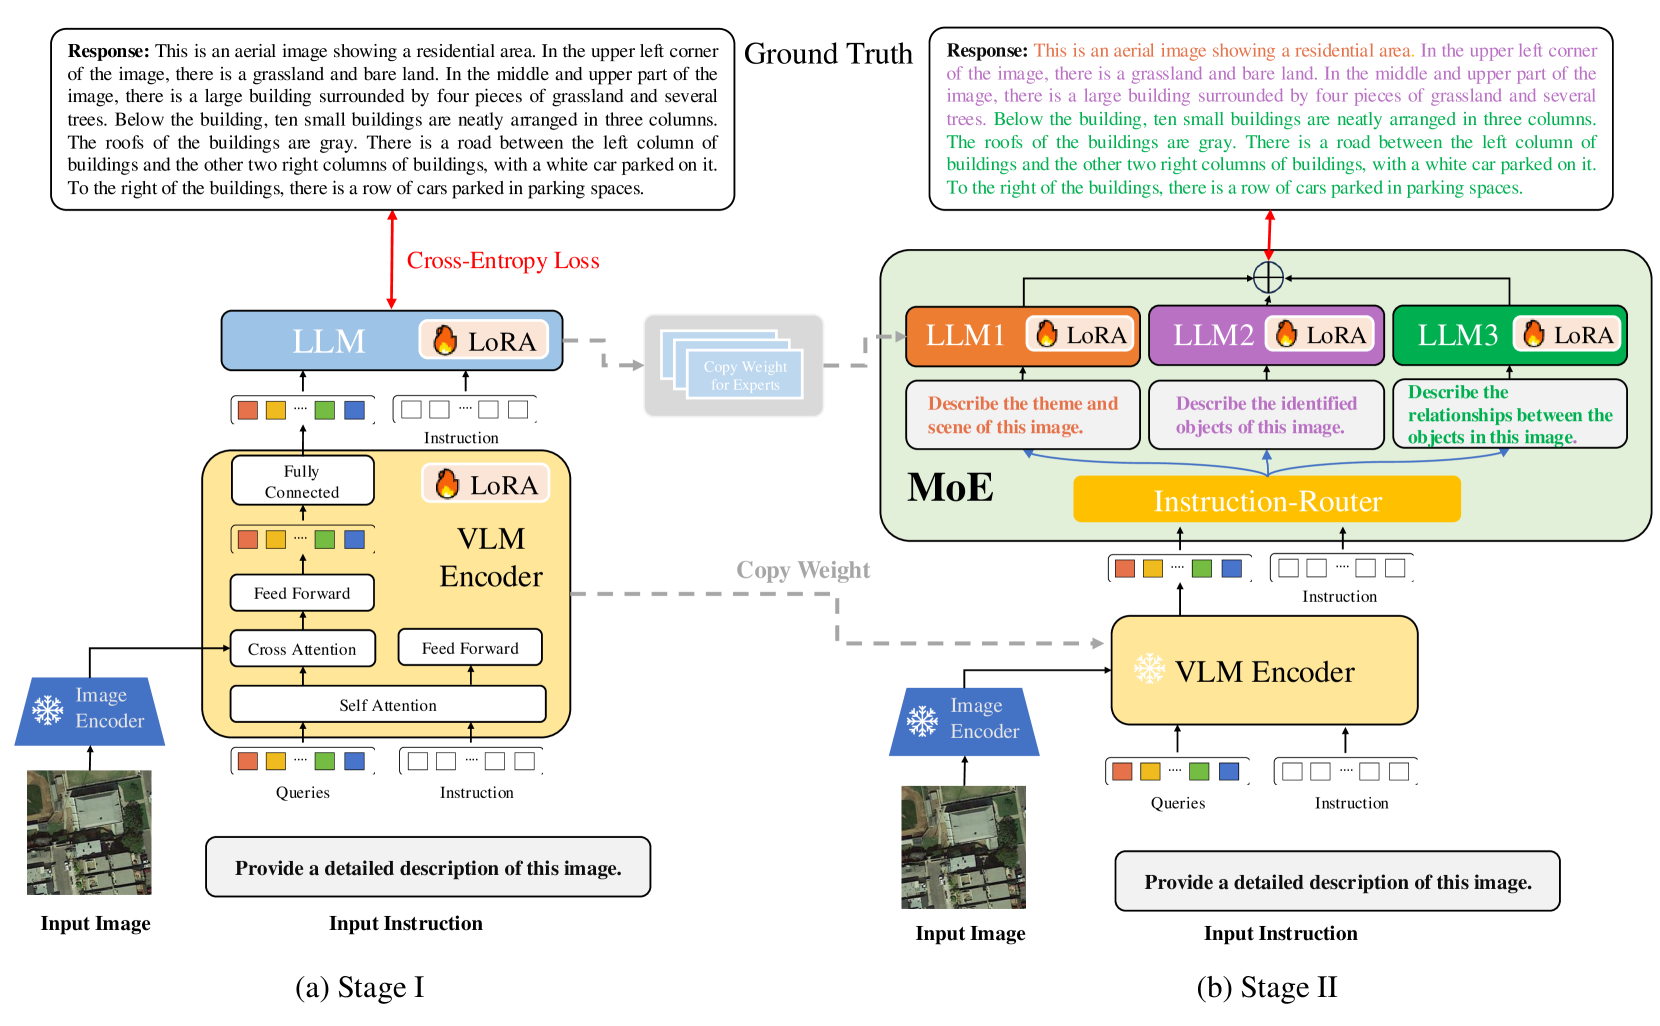 Response: This is an aerial image showing a residential area. In the upper left corner
of the image, there is a grassland and bare land. In the middle and upper part of the
image, there is a large building surrounded by four pieces of grassland and several
trees. Below the building, ten small buildings are neatly arranged in three columns.
The roofs of the buildings are gray. There is a road between the left column of
buildings and the other two right columns of buildings, with a white car parked on it.
To the right of the buildings, there is a row of cars parked in parking spaces.
Ground Truth
Response: This is an aerial image showing a residential area. In the upper left corner
of the image, there is a grassland and bare land. In the middle and upper part of the
image, there is a large building surrounded by four pieces of grassland and several
trees. Below the building, ten small buildings are neatly arranged in three columns.
The roofs of the buildings are gray. There is a road between the left column of
buildings and the other two right columns of buildings, with a white car parked on it.
To the right of the buildings, there is a row of cars parked in parking spaces.
Cross-Entropy Loss
LLM
LoRA
....
....
Instruction
Fully
Connected
LoRA
....
VLM
Encoder
Feed Forward
Cross Attention
Feed Forward
Self Attention
Image
Encoder
....
....
Queries
Instruction
Provide a detailed description of this image.
Input Image
Input Instruction
(a) Stage I
Copy Weight
for Experts
Copy Weight
LLM1
LoRA
LLM2
LoRA
LLM3
LoRA
Describe the theme and
scene of this image.
Describe the identified
objects of this image.
Describe the
relationships between the
objects in this image.
MoE
Instruction-Router
....
....
Instruction
VLM Encoder
Image
Encoder
....
....
Queries
Instruction
Provide a detailed description of this image.
Input Image
Input Instruction
(b) Stage II